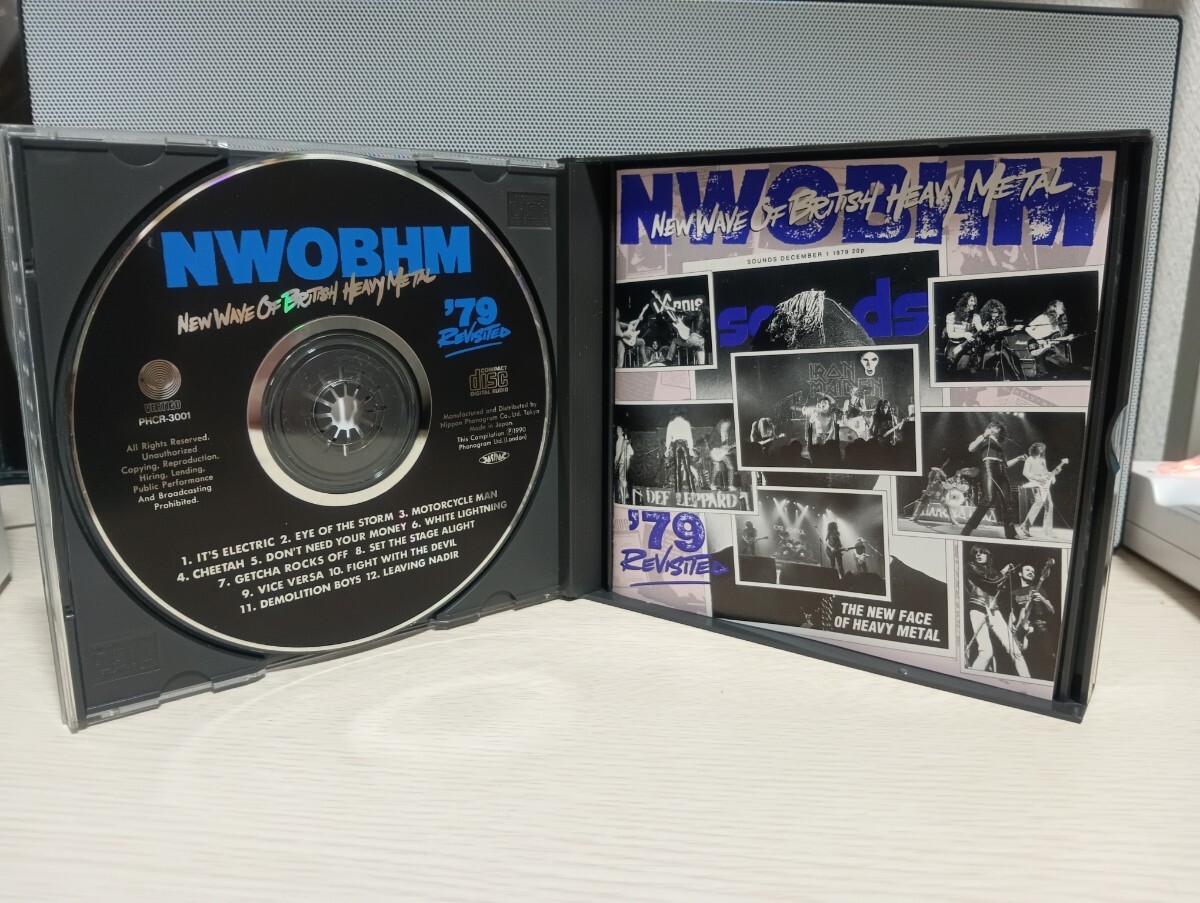 NWOBHM
NEW WAVE OF BRITISH HEAVY METAL
'79
REVISITED
VERTIGO
PHCR-3001
COMPACT
disc
DIGITAL AUDIO
All Rights Reserved.
Unauthorized
Copying, Reproduction.
Hiring, Lending,
Public Performance
And Broadcasting
Prohibited.
Manufactured and Distributed by
Nippon Phonogram Co., Ltd. Tokyo
Made in Japan.
This Compilation ℗1990
Phonogram Ltd. (London)
1. IT'S ELECTRIC 2. EYE OF THE STORM 3. MOTORCYCLE MAN
4. CHEETAH 5. DON'T NEED YOUR MONEY 6. WHITE LIGHTNING
7. GETCHA ROCKS OFF 8. SET THE STAGE ALIGHT
9. VICE VERSA 10. FIGHT WITH THE DEVIL
11. DEMOLITION BOYS 12. LEAVING NADIR
NWOBHM
NEW WAVE OF BRITISH HEAVY METAL
SOUNDS DECEMBER 1 1979 20p
IRON
MAIDEN
DEF LEPPARD
'79
REVISITED
THE NEW FACE
OF HEAVY METAL